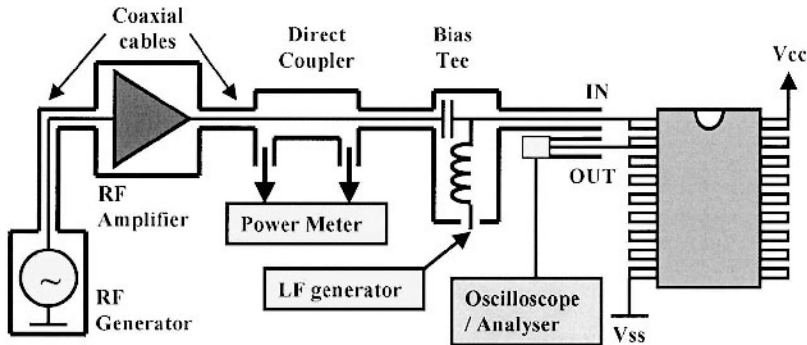 Coaxial
cables
Direct
Coupler
Bias
Tee
Vcc
IN
OUT
RF
Amplifier
Power Meter
~
LF generator
Oscilloscope
/ Analyser
RF
Generator
Vss